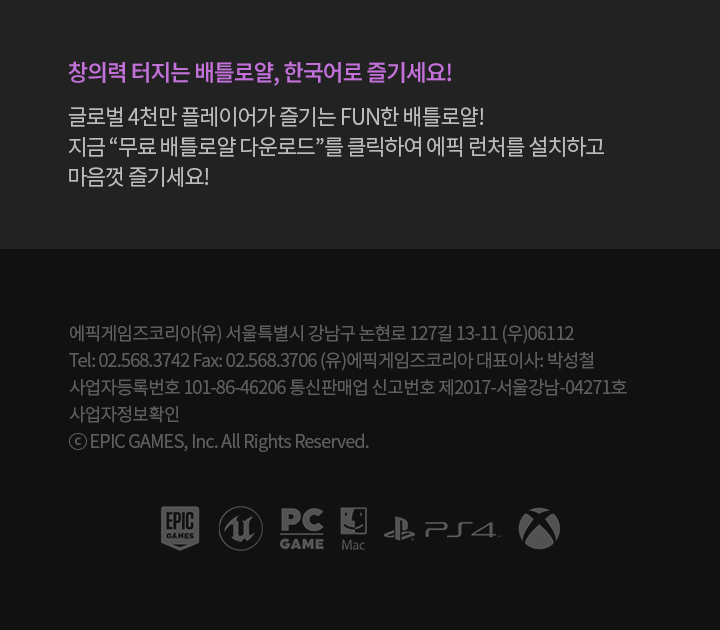 창의력 터지는 배틀로얄, 한국어로 즐기세요!
글로벌 4천만 플레이어가 즐기는 FUN한 배틀로얄!
지금 “무료 배틀로얄 다운로드”를 클릭하여 에픽 런처를 설치하고
마음껏 즐기세요!
에픽게임즈코리아(유) 서울특별시 강남구 논현로 127길 13-11 (우)06112
Tel: 02.568.3742 Fax: 02.568.3706 (유)에픽게임즈코리아 대표이사: 박성철
사업자등록번호 101-86-46206 통신판매업 신고번호 제2017-서울강남-04271호
사업자정보확인
ⓒ EPIC GAMES, Inc. All Rights Reserved.
EPIC GAMES PC GAME Mac PS4